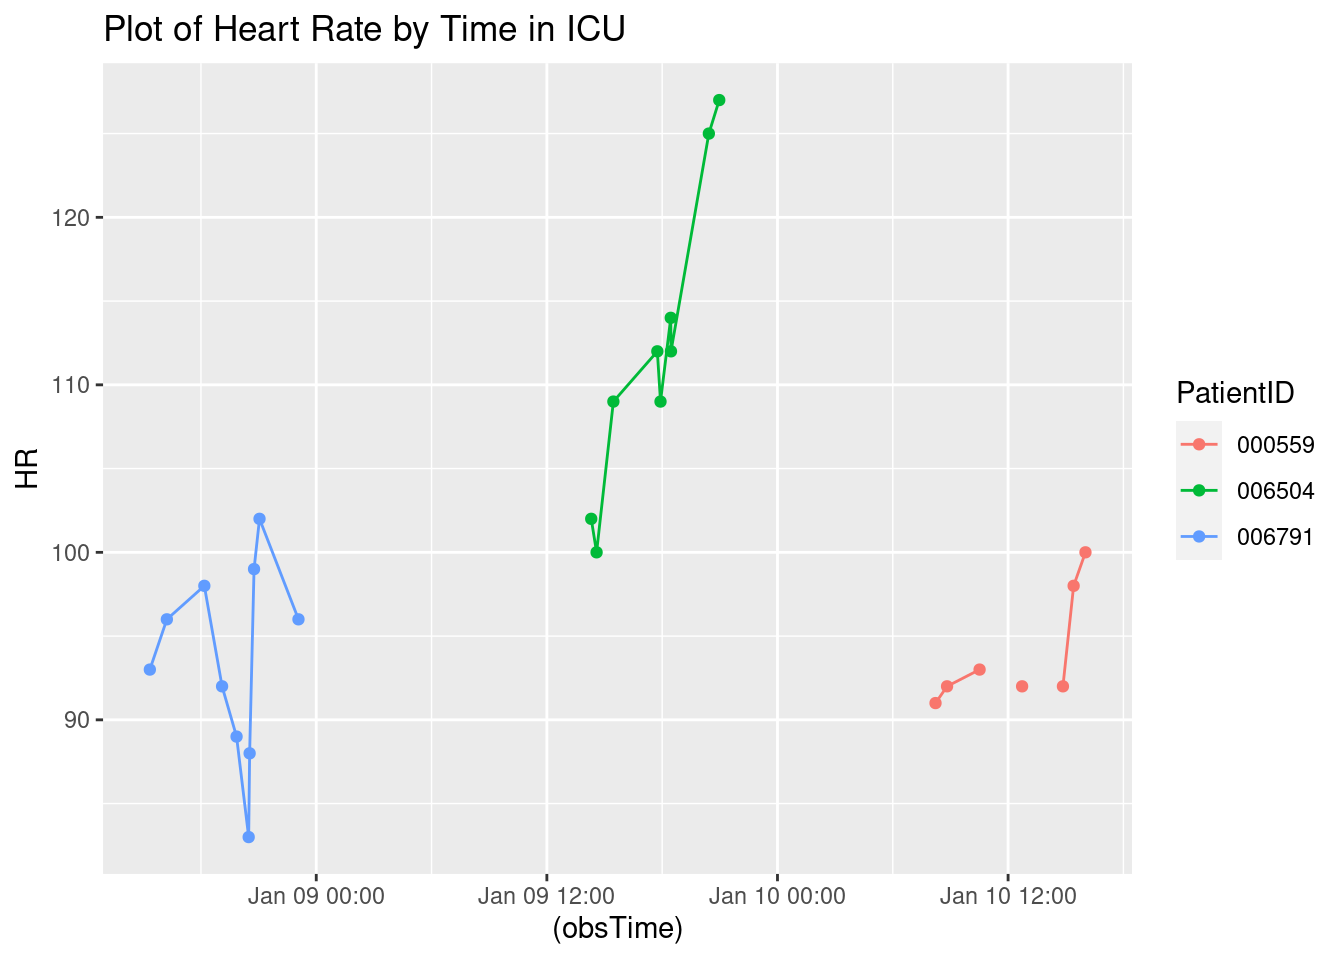 Plot of Heart Rate by Time in ICU
120
110
100
90
HR
Jan 09 00:00
Jan 09 12:00
Jan 10 00:00
Jan 10 12:00
(obsTime)
PatientID
000559
006504
006791